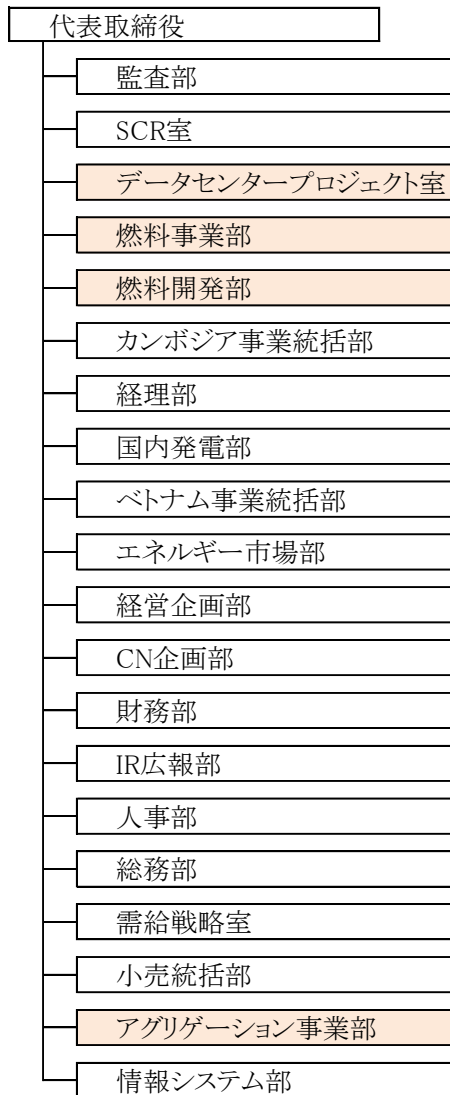 代表取締役
監査部
SCR室
データセンタープロジェクト室
燃料事業部
燃料開発部
カンボジア事業統括部
経理部
国内発電部
ベトナム事業統括部
エネルギー市場部
経営企画部
CN企画部
財務部
IR広報部
人事部
総務部
需給戦略室
小売統括部
アグリゲーション事業部
情報システム部